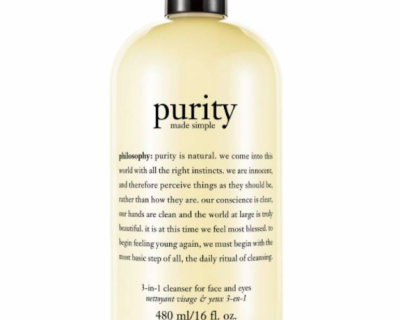 purity
made simple
philosophy: purity is natural. we come into this
world with all the right instincts. we are innocent,
and therefore perceive things as they should be,
rather than how they are. our conscience is clear,
our hands are clean and the world at large is truly
beautiful. it is at this time we feel most blessed. to
begin feeling young again, we must begin with the
most basic step of all, the daily ritual of cleansing.
3-in-1 cleanser for face and eyes
nettoyant visage & yeux 3-en-1
480 ml/16 fl. oz.